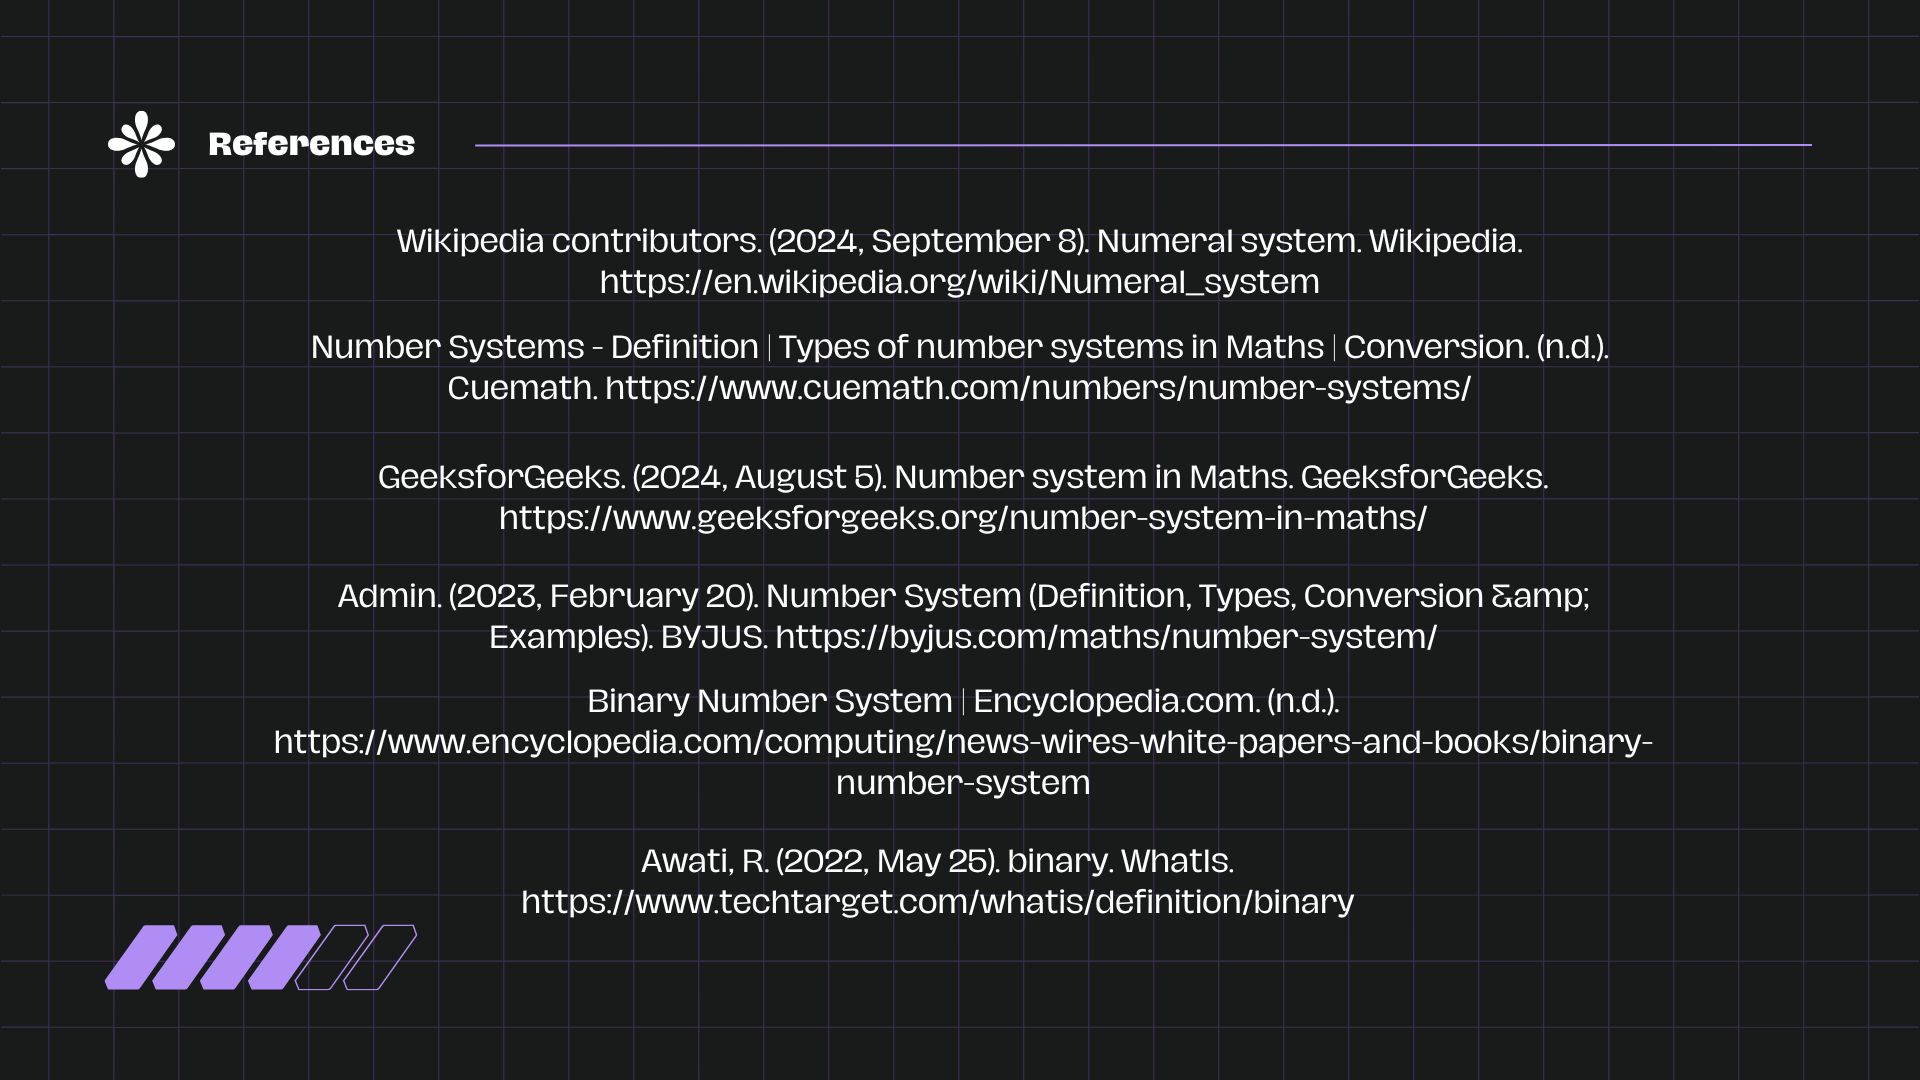 References
Wikipedia contributors. (2024, September 8). Numeral system. Wikipedia.
https://en.wikipedia.org/wiki/Numeral_system
Number Systems - Definition | Types of number systems in Maths | Conversion. (n.d.).
Cuemath. https://www.cuemath.com/numbers/number-systems/
GeeksforGeeks. (2024, August 5). Number system in Maths. GeeksforGeeks.
https://www.geeksforgeeks.org/number-system-in-maths/
Admin. (2023, February 20). Number System (Definition, Types, Conversion &amp;
Examples). BYJUS. https://byjus.com/maths/number-system/
Binary Number System | Encyclopedia.com. (n.d.).
https://www.encyclopedia.com/computing/news-wires-white-papers-and-books/binary-
number-system
Awati, R. (2022, May 25). binary. WhatIs.
https://www.techtarget.com/whatis/definition/binary